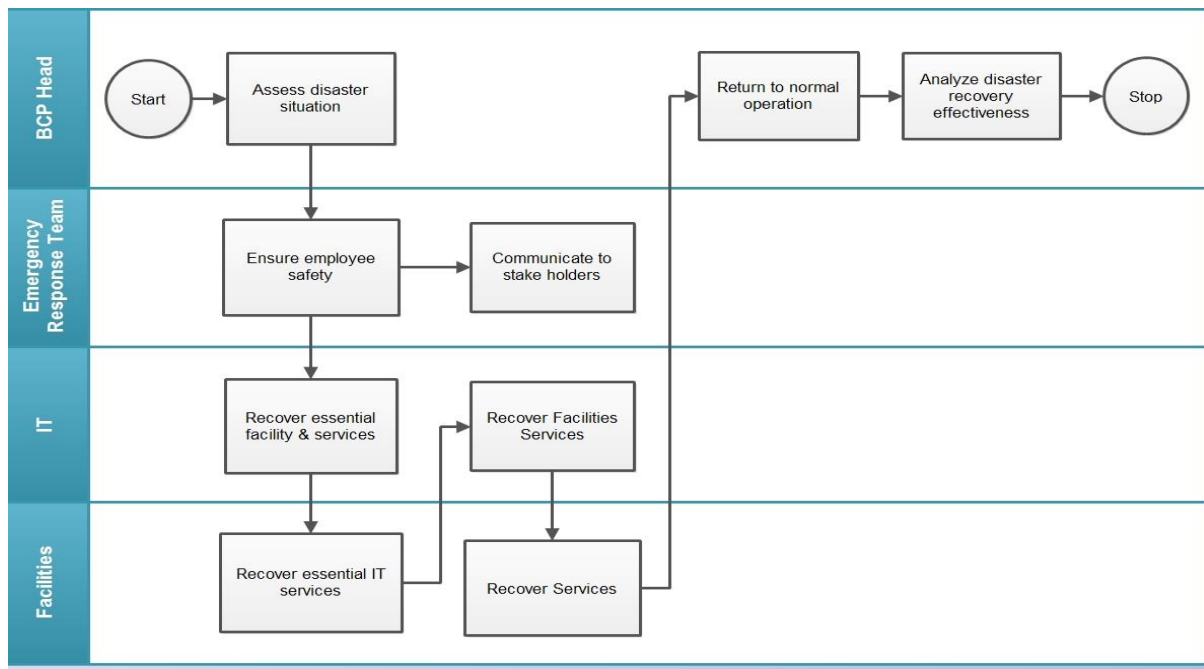 BCP Head
Start
Assess disaster
situation
Return to normal
operation
Analyze disaster
recovery
effectiveness
Stop
Emergency
Response Team
Ensure employee
safety
Communicate to
stake holders
IT
Recover essential
facility & services
Recover Facilities
Services
Facilities
Recover essential IT
services
Recover Services